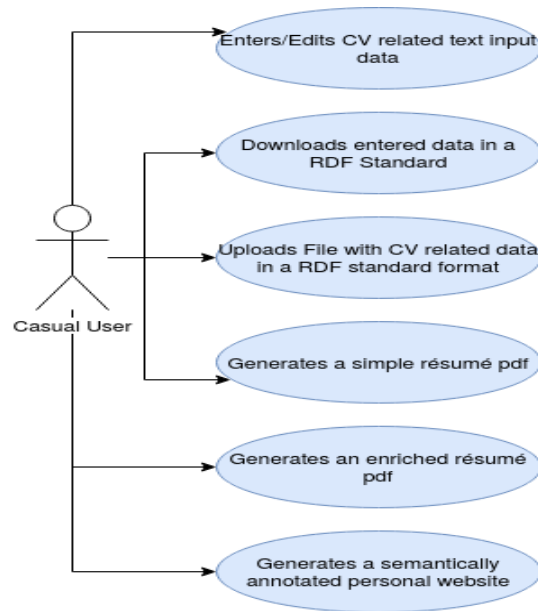 Enters/Edits CV related text input
data
Downloads entered data in a
RDF Standard
Uploads File with CV related data
in a RDF standard format
Casual User
Generates a simple résumé pdf
Generates an enriched résumé
pdf
Generates a semantically
annotated personal website